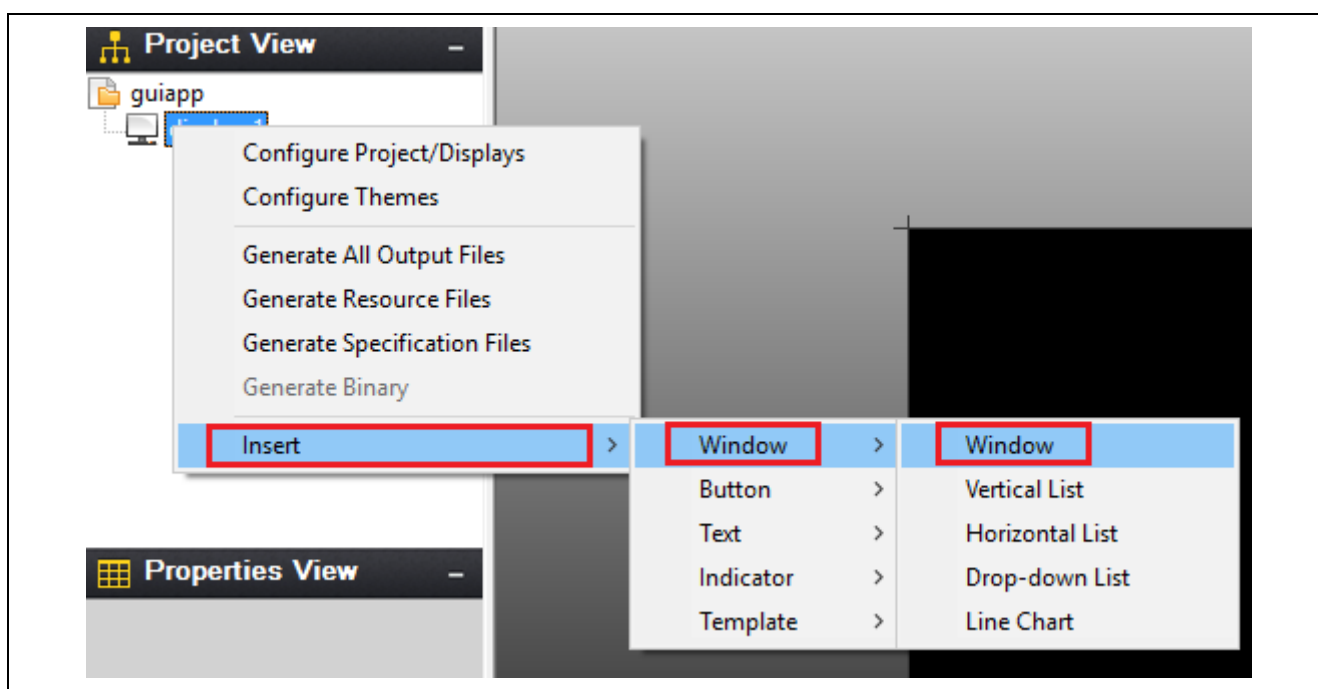 Project View
guiapp
Configure Project/Displays
Configure Themes
Generate All Output Files
Generate Resource Files
Generate Specification Files
Generate Binary
Insert
Window
Button
Text
Indicator
Template
Window
Vertical List
Horizontal List
Drop-down List
Line Chart
Properties View